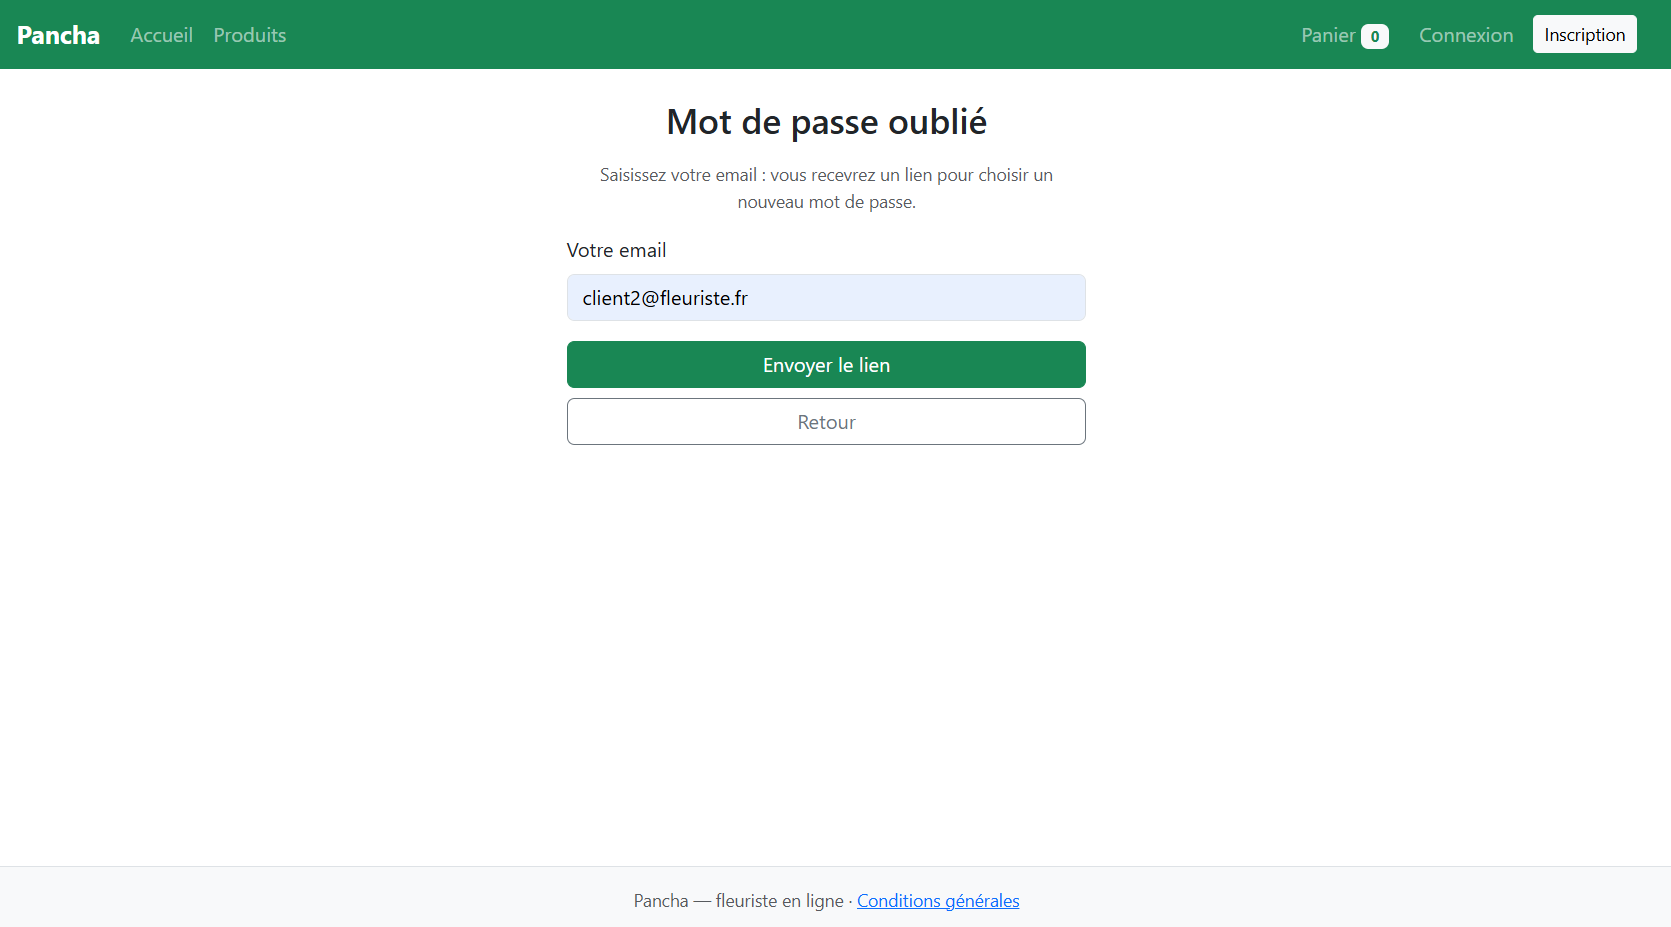 Pancha Accueil Produits Panier 0 Connexion Inscription
Mot de passe oublié
Saisissez votre email : vous recevrez un lien pour choisir un
nouveau mot de passe.
Votre email
client2@fleuriste.fr
Envoyer le lien
Retour
Pancha — fleuriste en ligne · Conditions générales